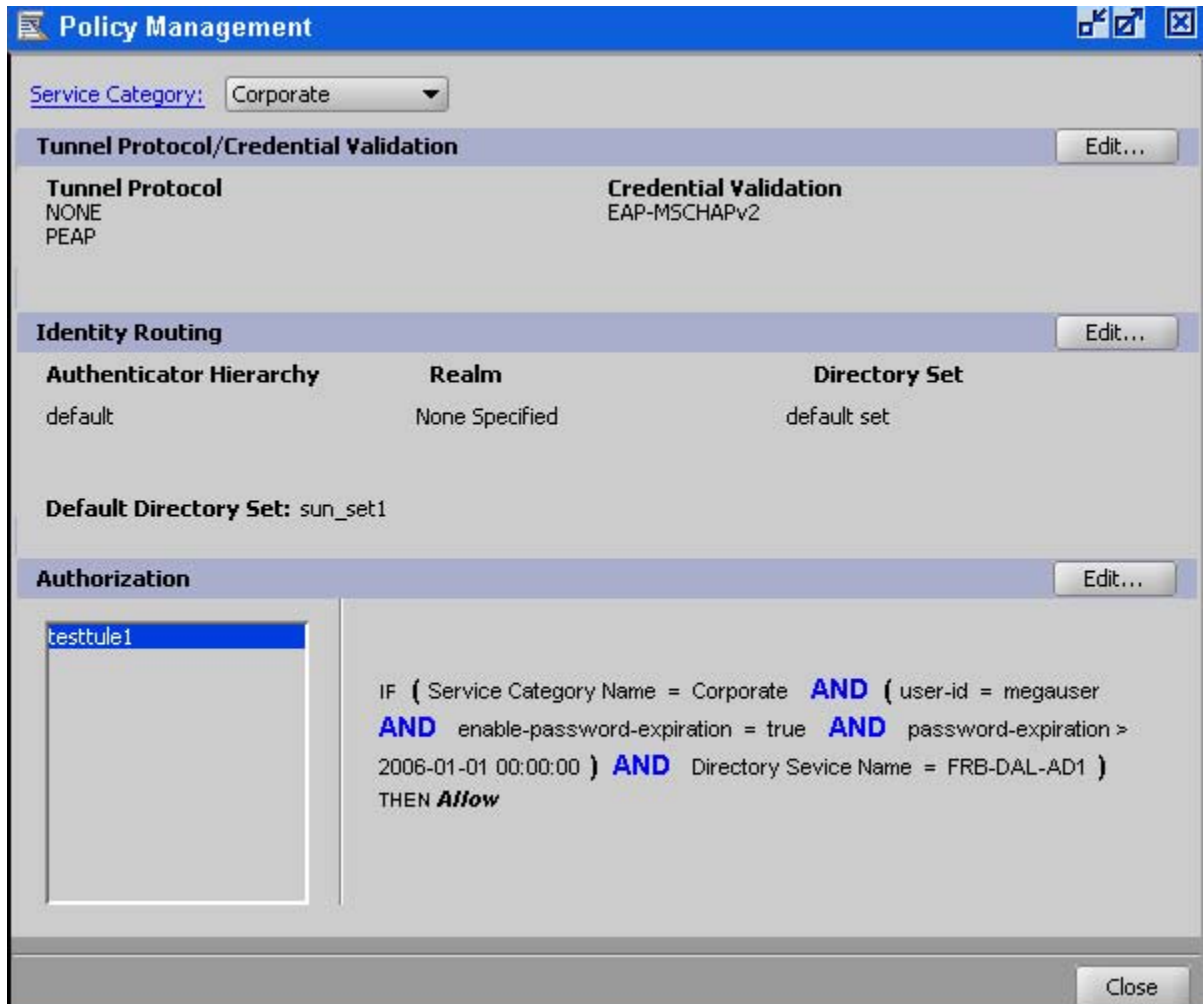 Policy Management
Service Category: Corporate
Tunnel Protocol/Credential Validation Edit...
Tunnel Protocol Credential Validation
NONE EAP-MSCHAPv2
PEAP
Identity Routing Edit...
Authenticator Hierarchy Realm Directory Set
default None Specified default set
Default Directory Set: sun_set1
Authorization Edit...
testtule1
IF ( Service Category Name = Corporate AND ( user-id = megauser
AND enable-password-expiration = true AND password-expiration >
2006-01-01 00:00:00 ) AND Directory Sevice Name = FRB-DAL-AD1 )
THEN Allow
Close